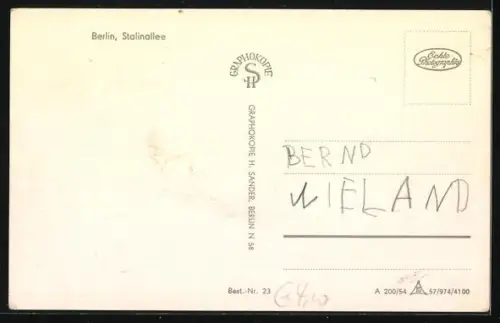 Berlin, Stalinallee
GRAPHOKOPIE
SH
GRAPHOKOPIE H. SANDER, BERLIN N 58
Echte
Photographie
BERND
WIELAND
Best.-Nr. 23
A 200/54
57/974/4100